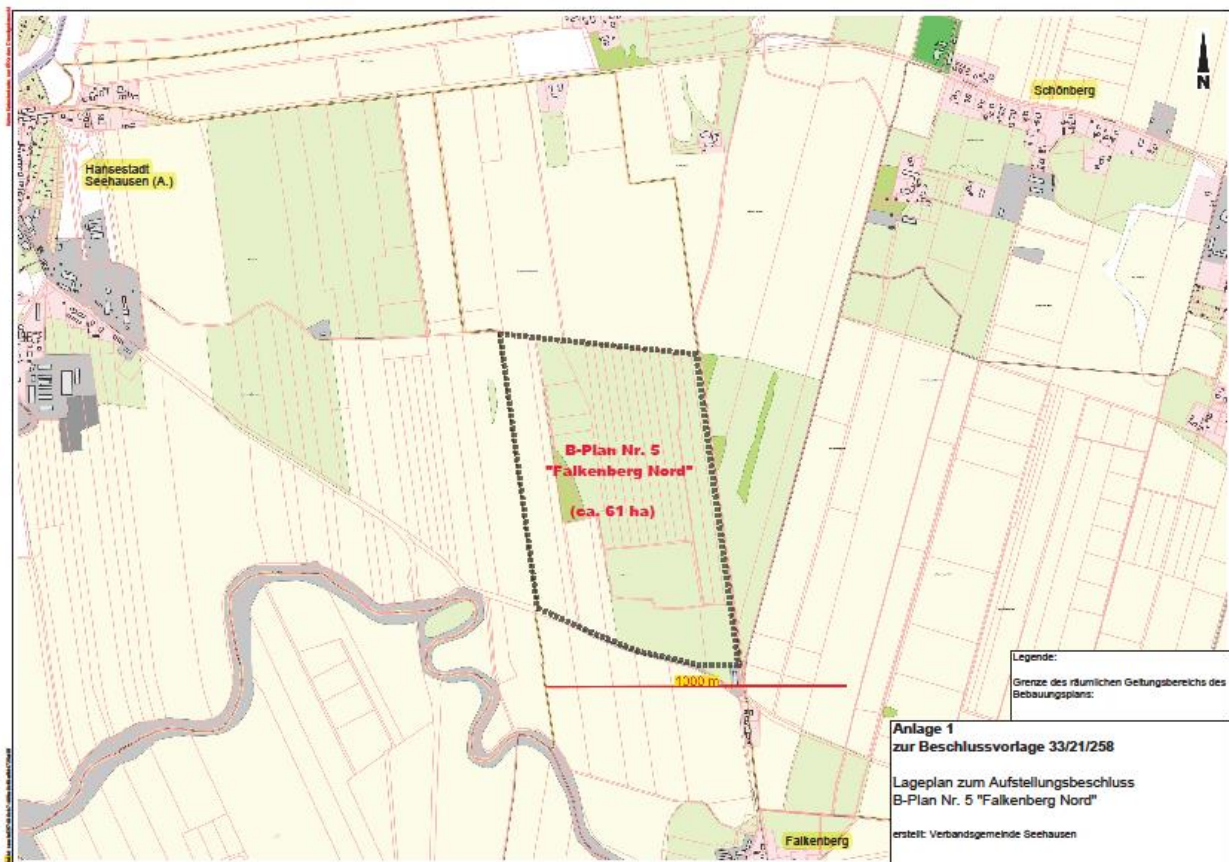 N
Schönberg
Hansestadt
Seehausen (A.)
B-Plan Nr. 5
"Falkenberg Nord"
(ca. 61 ha)
1000 m
Legende:
Grenze des räumlichen Geltungsbereichs des
Bebauungsplans:
Anlage 1
zur Beschlussvorlage 33/21/258
Lageplan zum Aufstellungsbeschluss
B-Plan Nr. 5 "Falkenberg Nord"
erstellt: Verbandsgemeinde Seehausen
Falkenberg